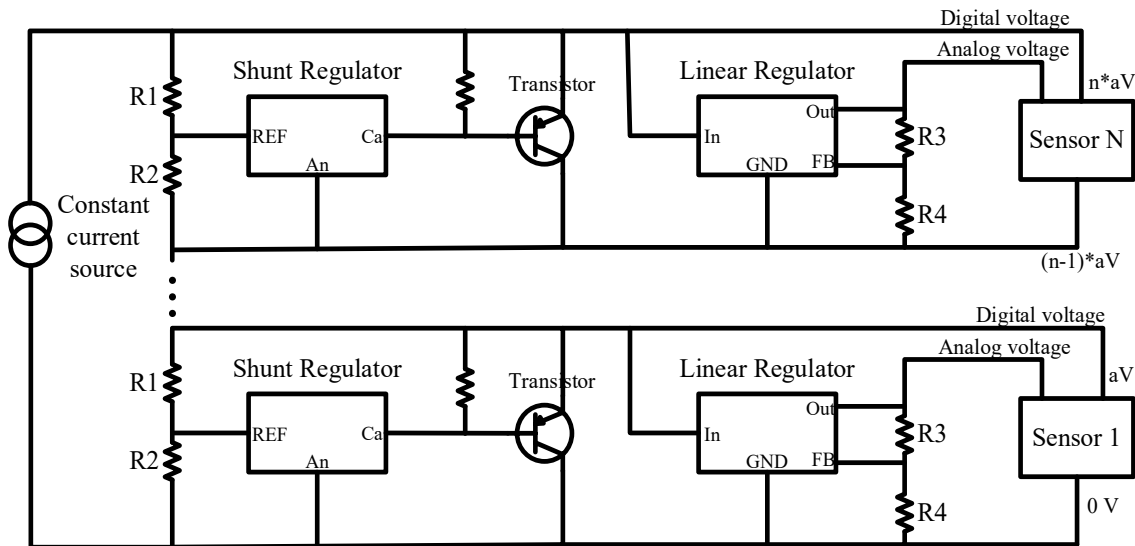 Digital voltage
Analog voltage
Shunt Regulator
Transistor
Linear Regulator
n*aV
R1
REF
Ca
An
In
Out
GND
FB
R3
Sensor N
R2
R4
Constant
current
source
(n-1)*aV
Digital voltage
Analog voltage
Shunt Regulator
Transistor
Linear Regulator
aV
R1
REF
Ca
An
In
Out
GND
FB
R3
Sensor 1
R2
R4
0 V